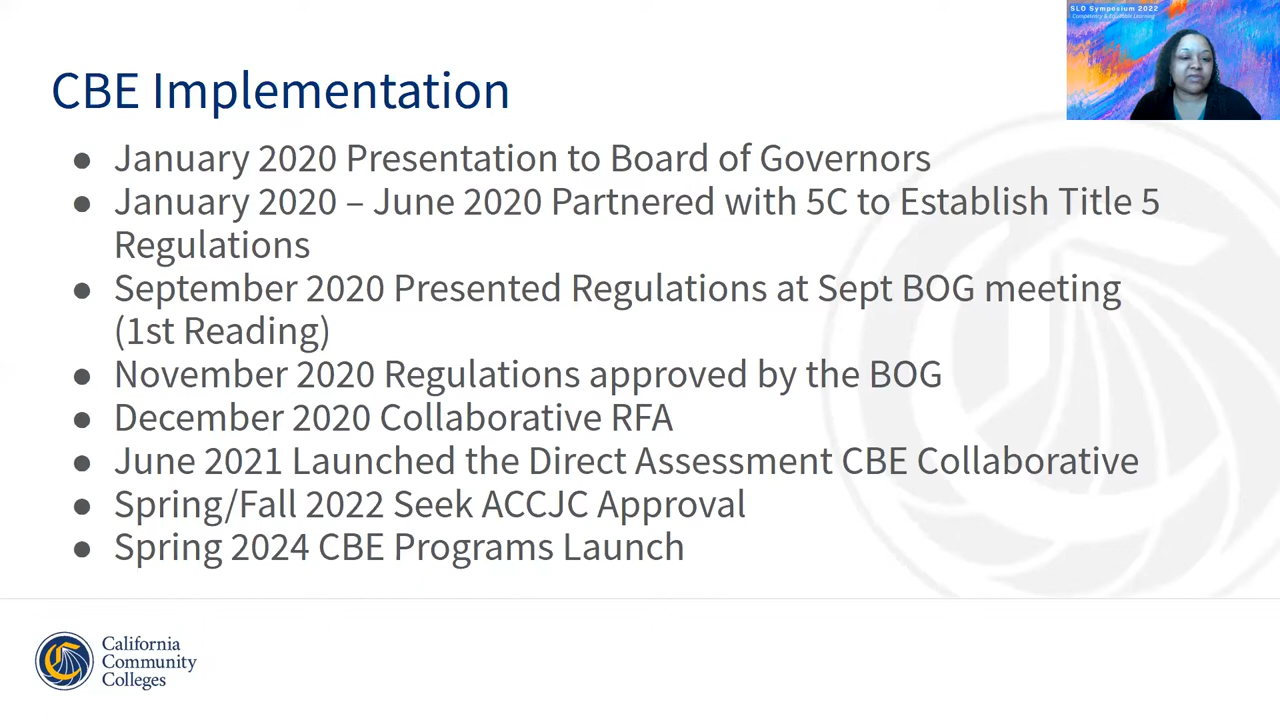 SLO Symposium 2022
Competency & Equitable Learning
CBE Implementation
● January 2020 Presentation to Board of Governors
● January 2020 – June 2020 Partnered with 5C to Establish Title 5
Regulations
● September 2020 Presented Regulations at Sept BOG meeting
(1st Reading)
● November 2020 Regulations approved by the BOG
● December 2020 Collaborative RFA
● June 2021 Launched the Direct Assessment CBE Collaborative
● Spring/Fall 2022 Seek ACCJC Approval
● Spring 2024 CBE Programs Launch
California
Community
Colleges